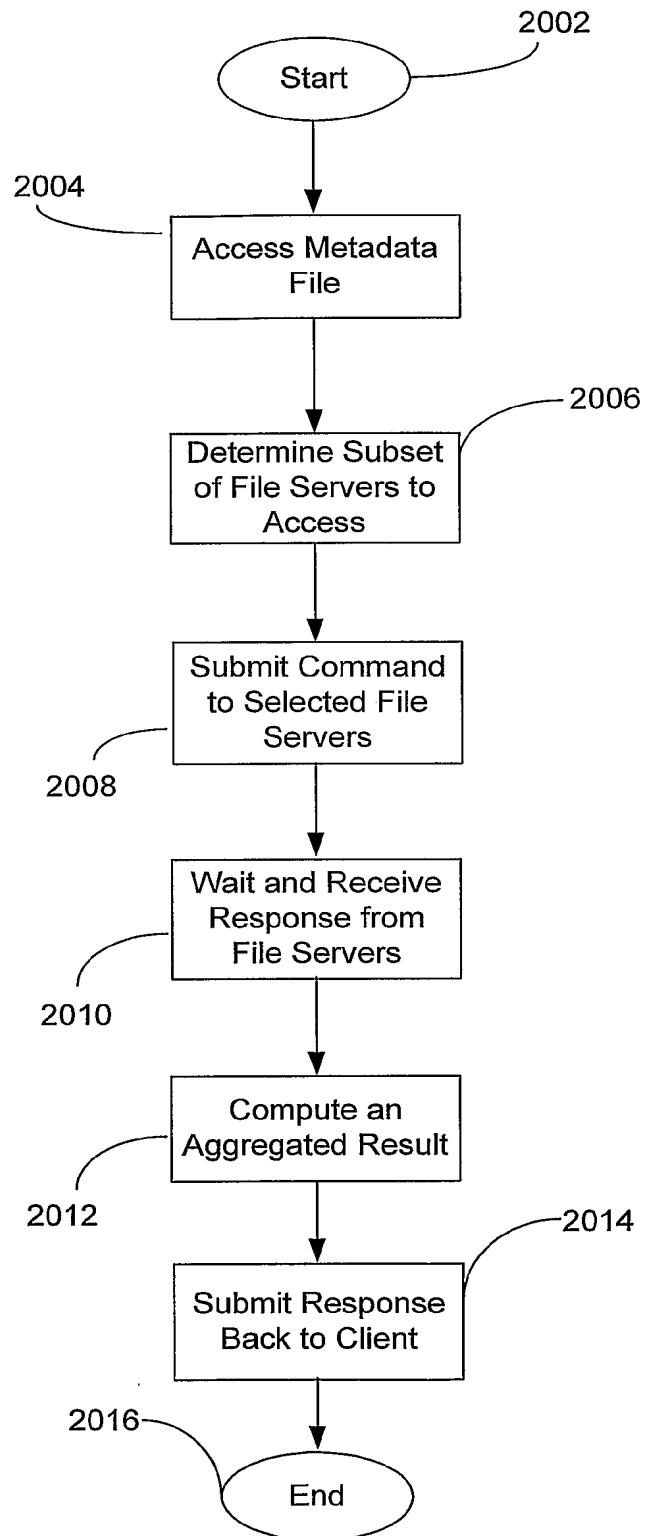 2002
Start
2004
Access Metadata
File
2006
Determine Subset
of File Servers to
Access
Submit Command
to Selected File
Servers
2008
Wait and Receive
Response from
File Servers
2010
Compute an
Aggregated Result
2012
2014
Submit Response
Back to Client
2016
End